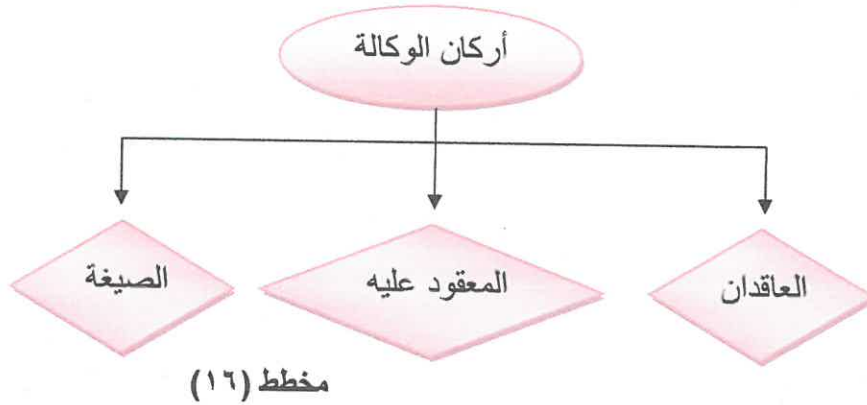 أركان الوكالة
العاقدان
المعقود عليه
الصيغة
مخطط (١٦)